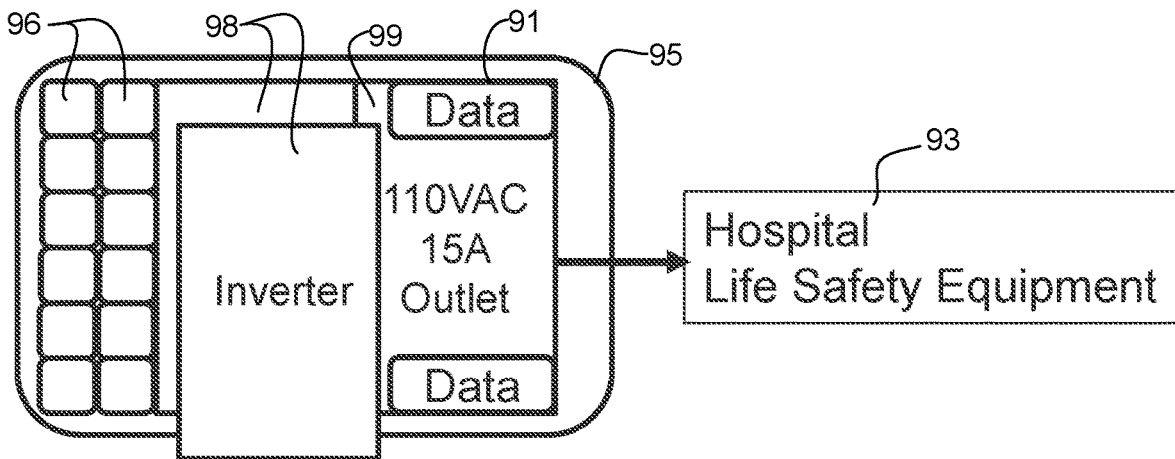 96
98
99
91
95
Data
93
110VAC
15A
Outlet
Inverter
Hospital
Life Safety Equipment
Data